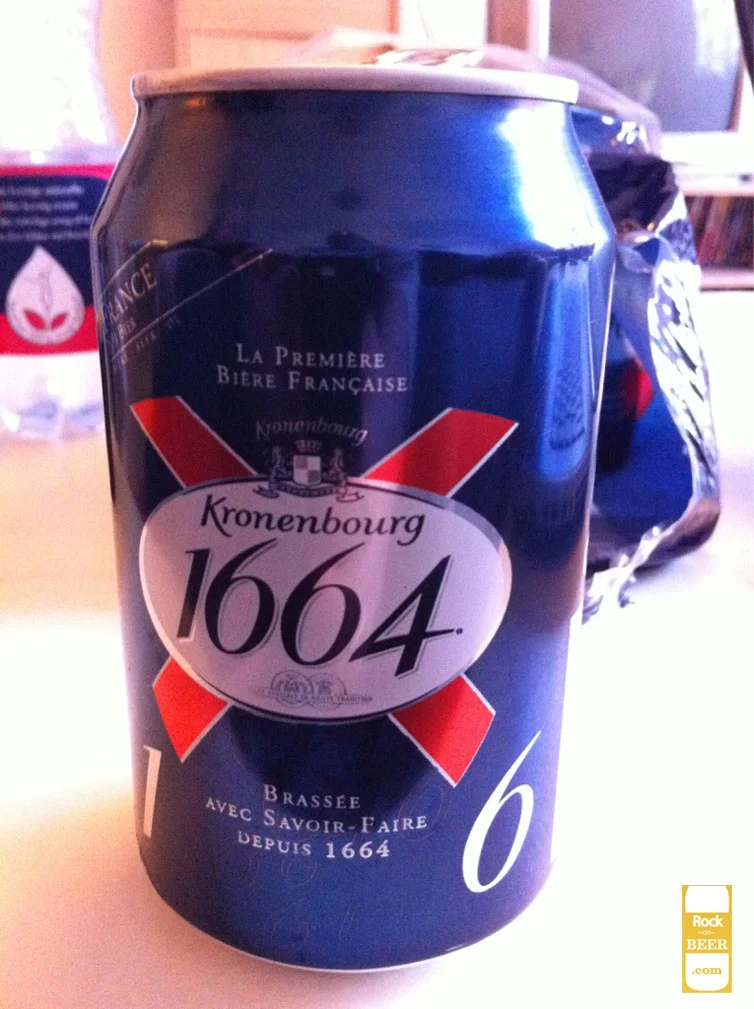 LA PREMIÈRE
BIÈRE FRANÇAISE
Kronenbourg
Kronenbourg
1664
BRASSÉE
AVEC SAVOIR-FAIRE
DEPUIS 1664
1
6
Rock
-on-
BEER
.com